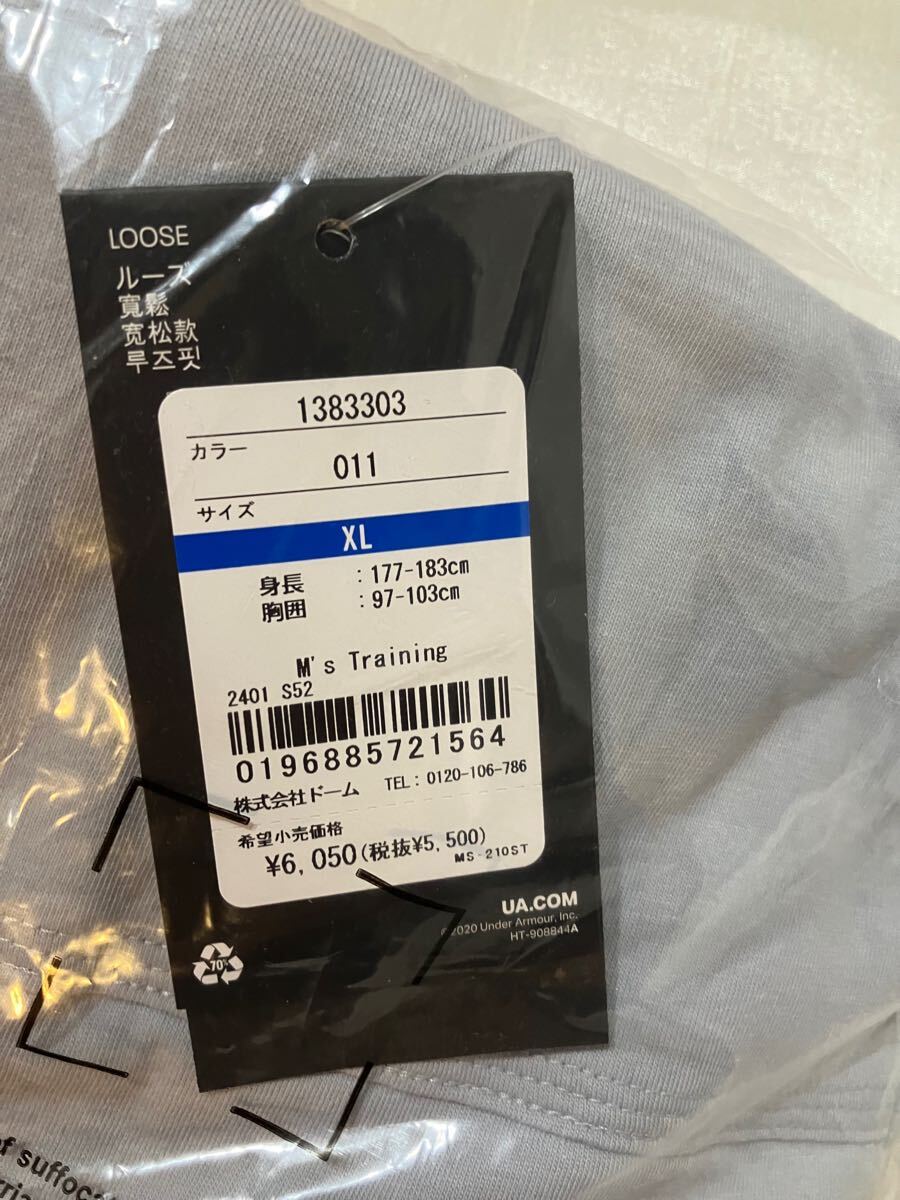 LOOSE
ルーズ
寬鬆
宽松款
루즈핏
1383303
カラー
011
サイズ
XL
身長 : 177-183cm
胸囲 : 97-103cm
M's Training
2401 S52
0196885721564
株式会社ドーム TEL: 0120-106-786
希望小売価格
¥6,050(税抜¥5,500)
MS-210ST
UA.COM
©2020 Under Armour, Inc.
HT-908844A
70%
of suffoc